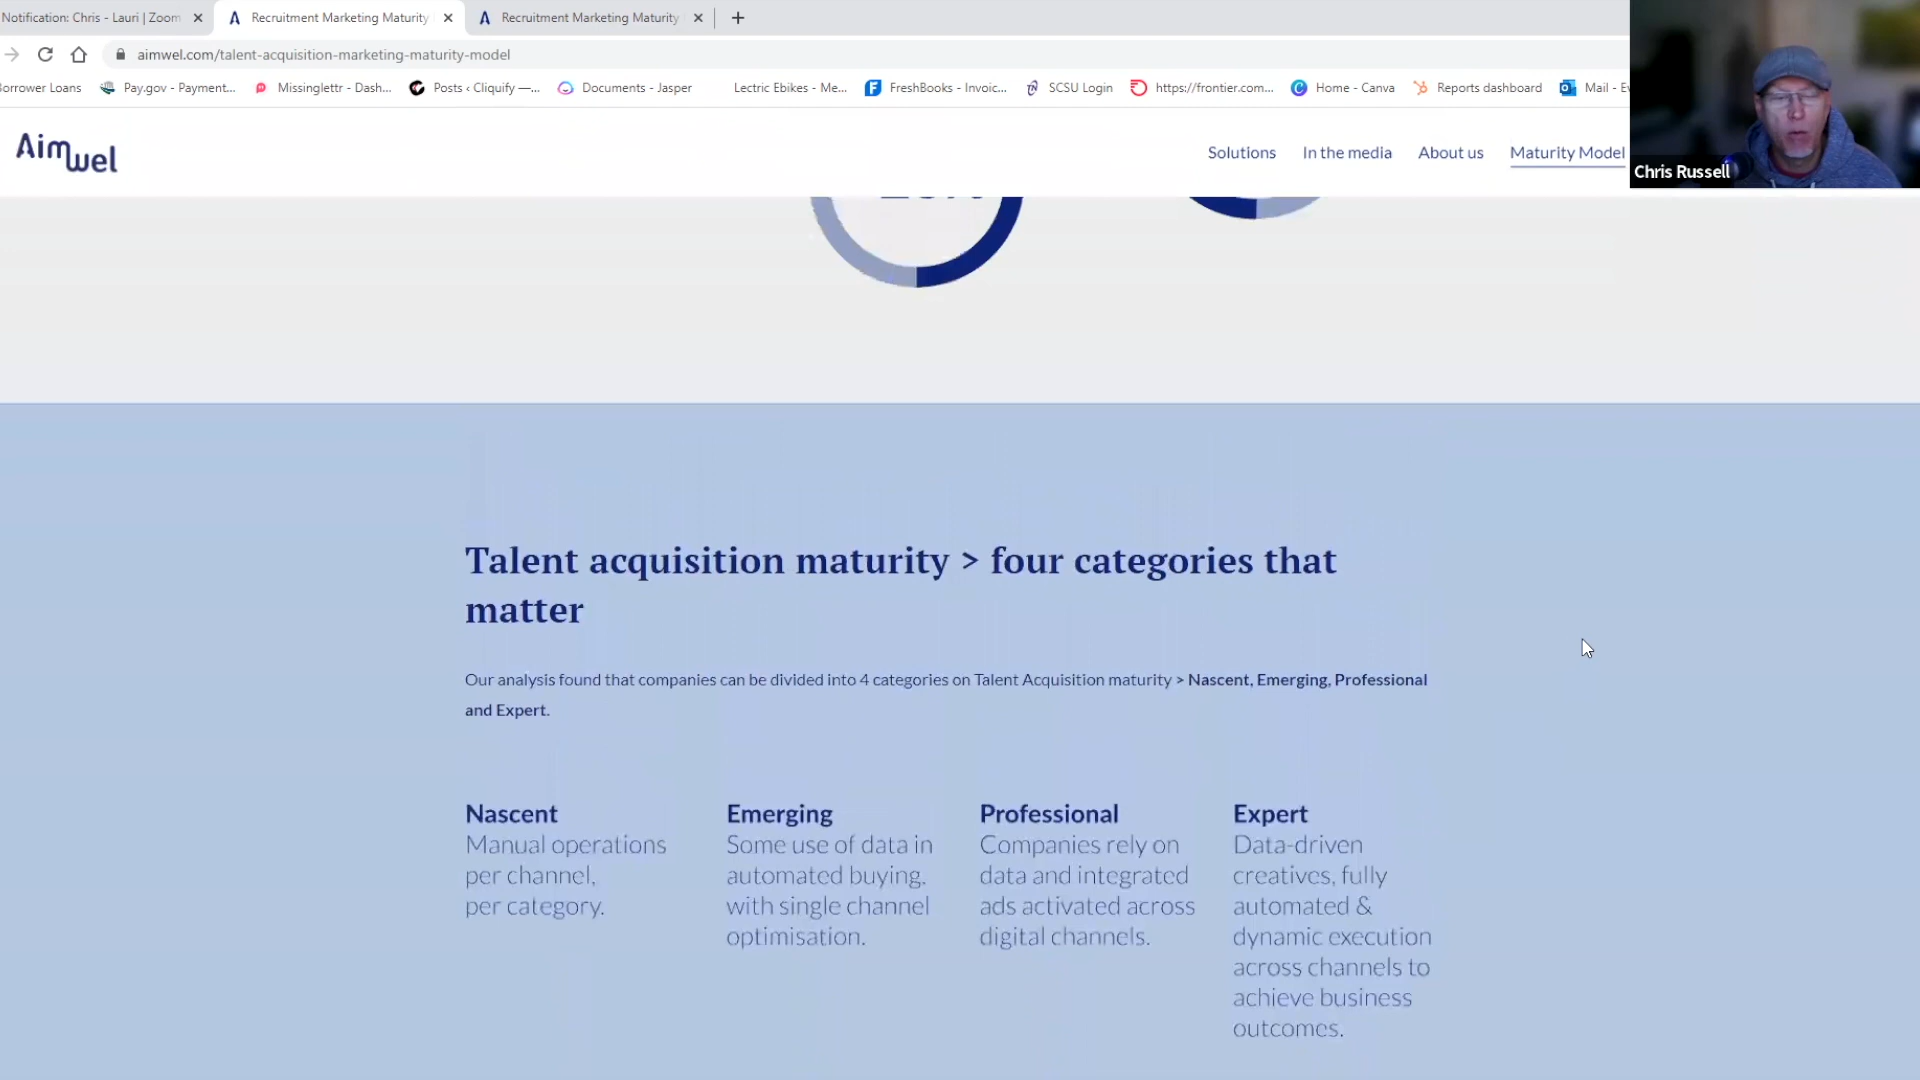 Notification: Chris - Lauri | Zoom
Recruitment Marketing Maturity
Recruitment Marketing Maturity
aimwel.com/talent-acquisition-marketing-maturity-model
orrower Loans
Pay.gov - Payment...
Missinglettr - Dash...
Posts ‹ Cliquify —...
Documents - Jasper
Lectric Ebikes - Me...
FreshBooks - Invoic...
SCSU Login
https://frontier.com...
Home - Canva
Reports dashboard
Mail - Ev
Aimwel
Solutions
In the media
About us
Maturity Model
Chris Russell
Talent acquisition maturity > four categories that
matter
Our analysis found that companies can be divided into 4 categories on Talent Acquisition maturity > Nascent, Emerging, Professional
and Expert.
Nascent
Manual operations
per channel,
per category.
Emerging
Some use of data in
automated buying.
with single channel
optimisation.
Professional
Companies rely on
data and integrated
ads activated across
digital channels.
Expert
Data-driven
creatives, fully
automated &
dynamic execution
across channels to
achieve business
outcomes.